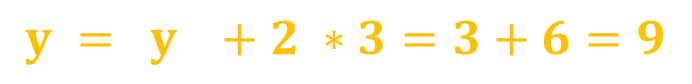 y = y + 2 * 3 = 3 + 6 = 9